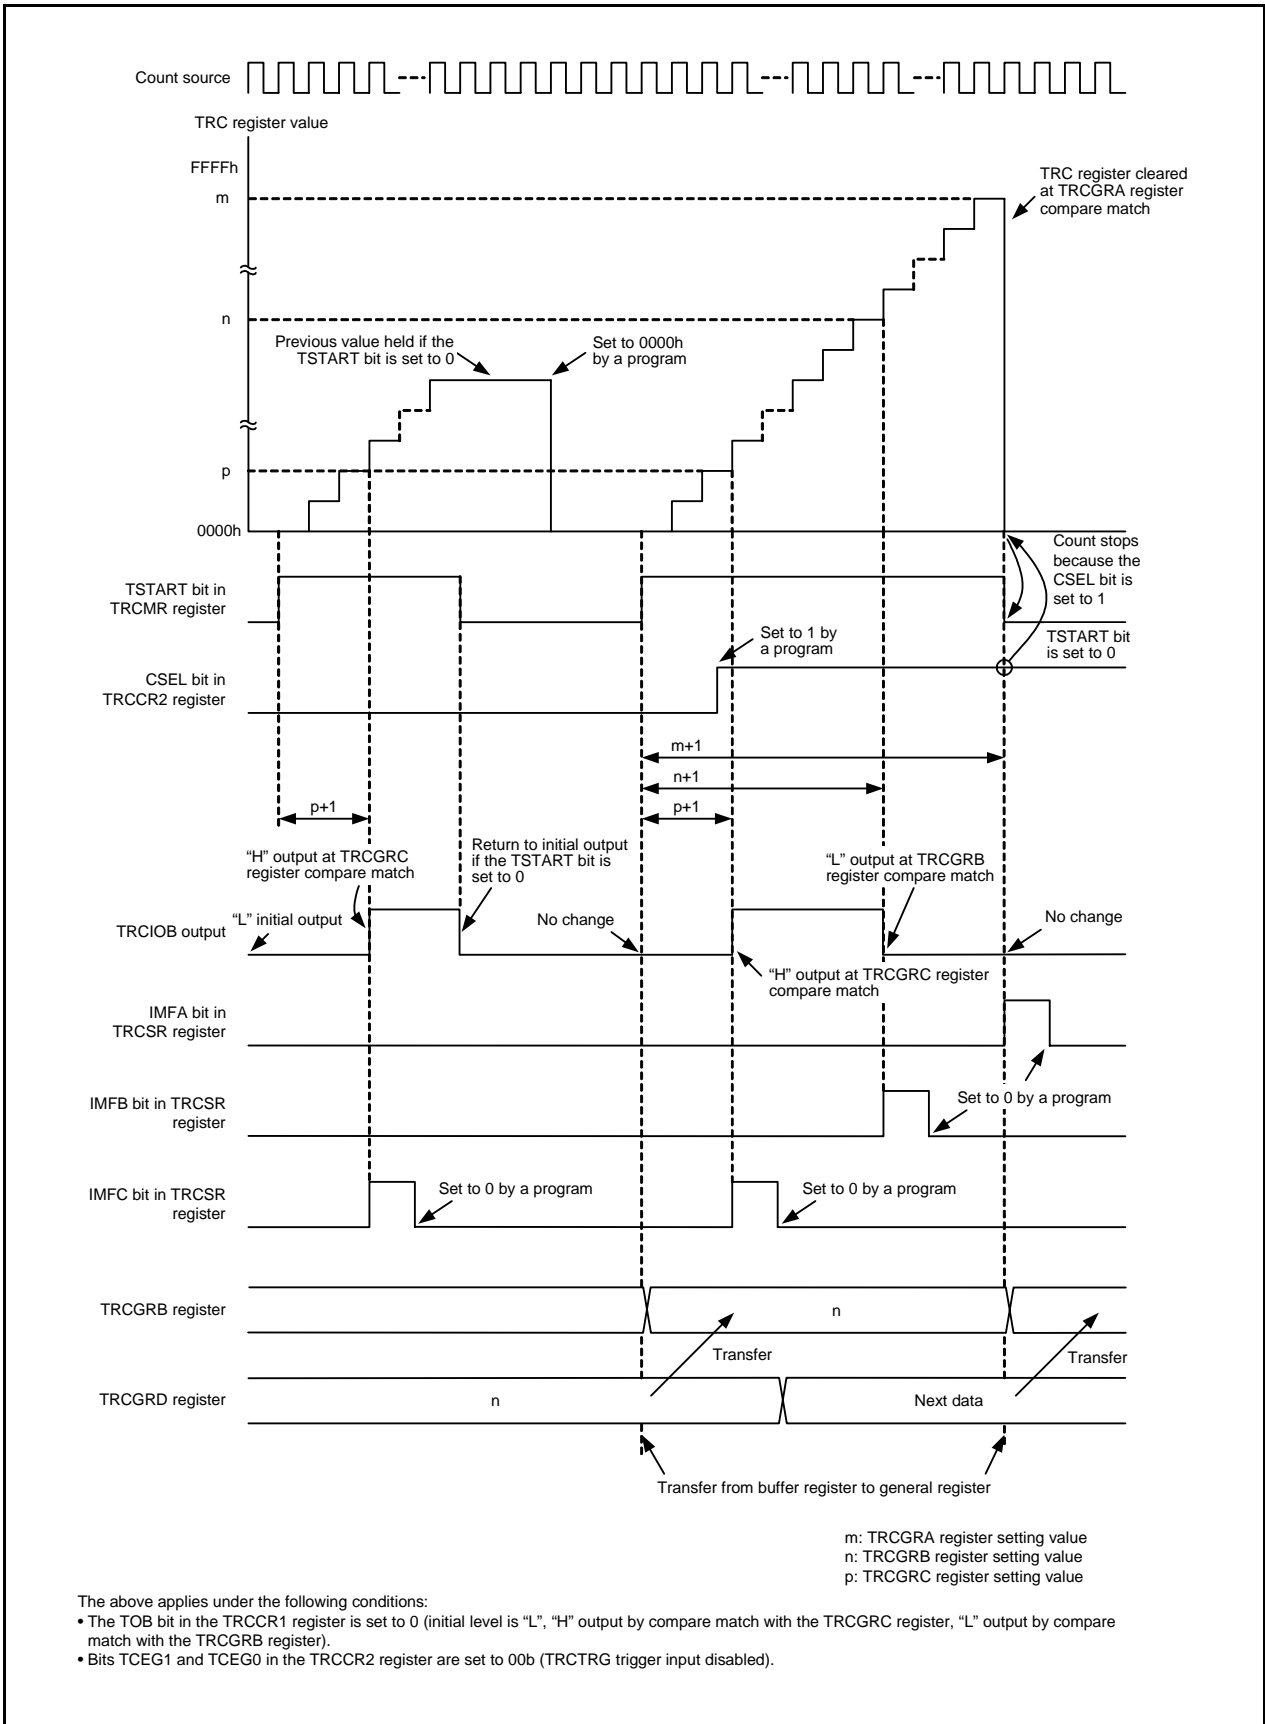 Count source
TRC register value
FFFFh
m
TRC register cleared
at TRCGRA register
compare match
n
Previous value held if the
TSTART bit is set to 0
Set to 0000h
by a program
p
0000h
Count stops
because the
CSEL bit is
set to 1
TSTART bit in
TRCMR register
Set to 1 by
a program
TSTART bit
is set to 0
CSEL bit in
TRCCR2 register
m+1
n+1
p+1
p+1
“H” output at TRCGRC
register compare match
Return to initial output
if the TSTART bit is
set to 0
“L” output at TRCGRB
register compare match
“L” initial output
No change
No change
TRCIOB output
“H” output at TRCGRC register
compare match
IMFA bit in
TRCSR register
Set to 0 by a program
IMFB bit in TRCSR
register
IMFC bit in TRCSR
register
Set to 0 by a program
Set to 0 by a program
TRCGRB register
n
Transfer
Transfer
TRCGRD register
n
Next data
Transfer from buffer register to general register
m: TRCGRA register setting value
n: TRCGRB register setting value
p: TRCGRC register setting value
The above applies under the following conditions:
• The TOB bit in the TRCCR1 register is set to 0 (initial level is “L”, “H” output by compare match with the TRCGRC register, “L” output by compare
match with the TRCGRB register).
• Bits TCEG1 and TCEG0 in the TRCCR2 register are set to 00b (TRCTRG trigger input disabled).